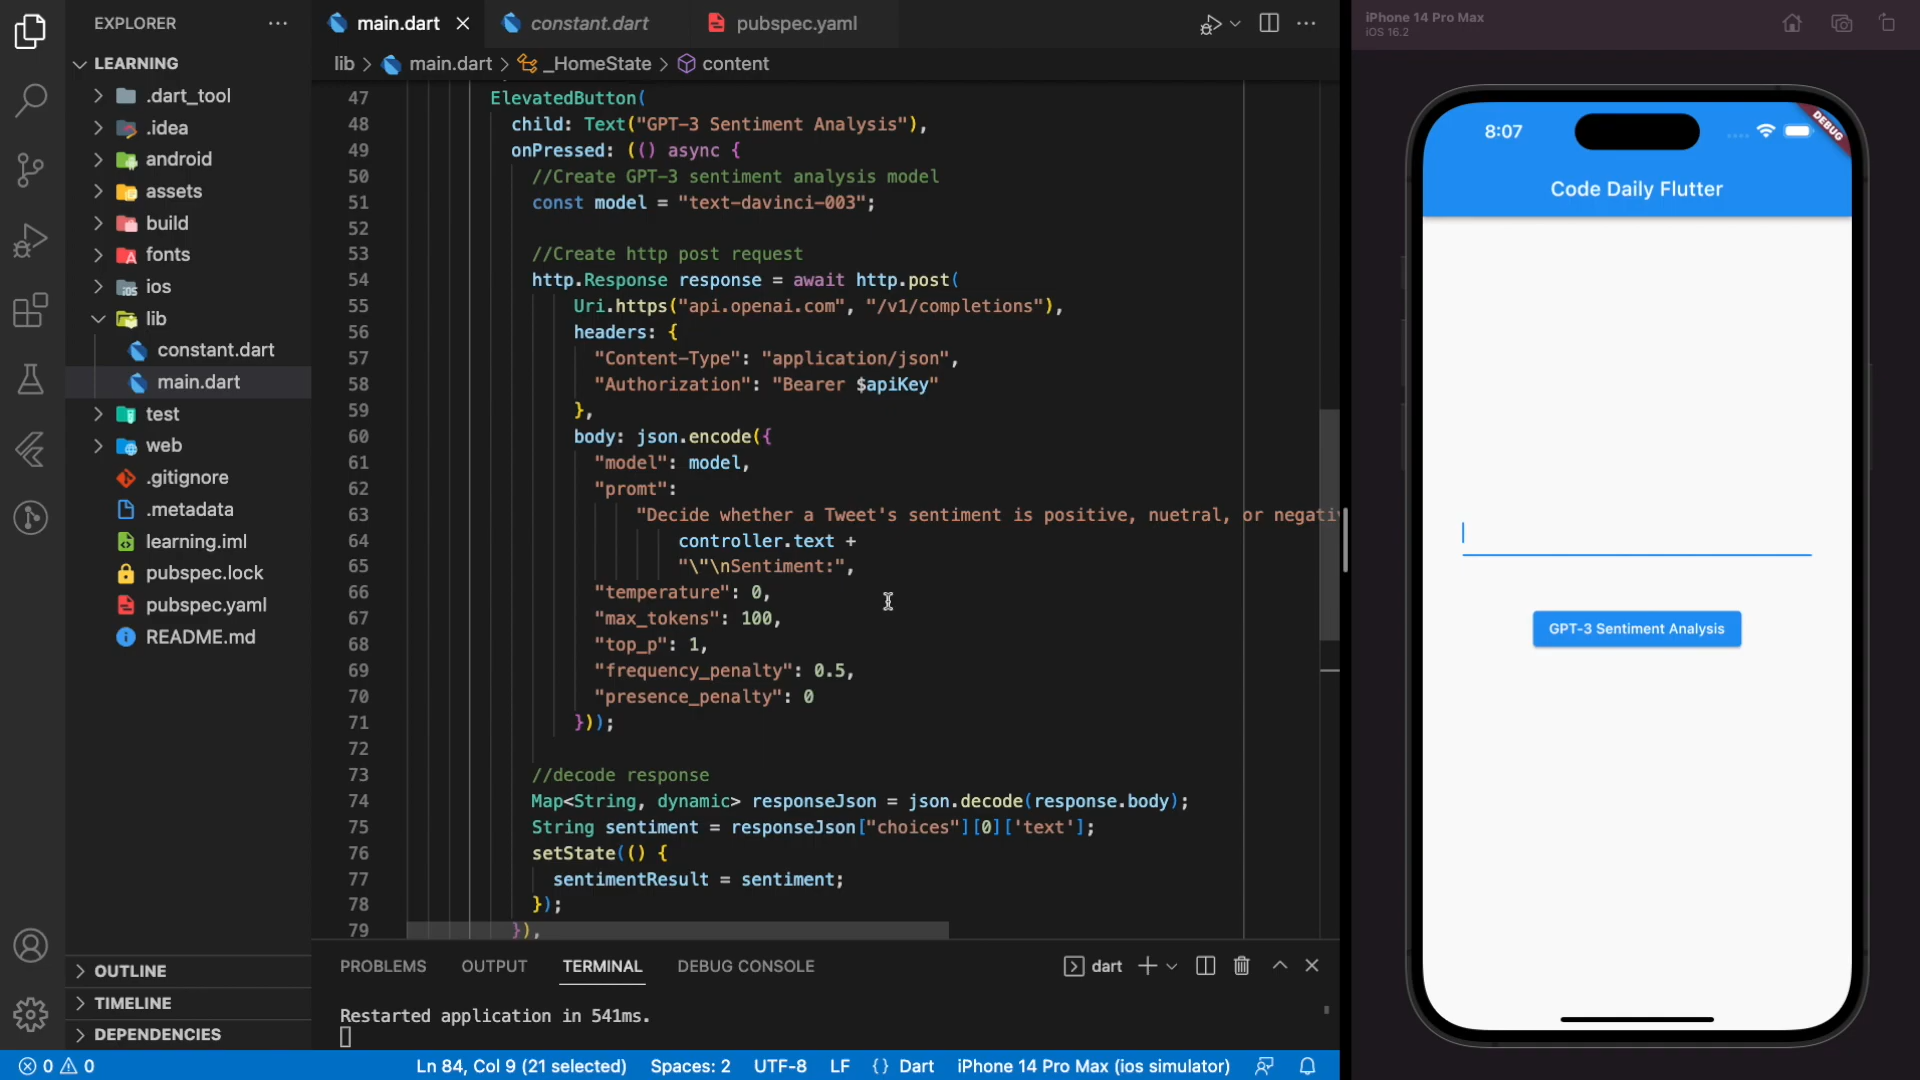 EXPLORER
LEARNING
.dart_tool
.idea
android
assets
build
fonts
ios
lib
constant.dart
main.dart
test
web
.gitignore
.metadata
learning.iml
pubspec.lock
pubspec.yaml
README.md
OUTLINE
TIMELINE
DEPENDENCIES
main.dart
constant.dart
pubspec.yaml
lib > main.dart > _HomeState > content
47 ElevatedButton(
48 child: Text("GPT-3 Sentiment Analysis"),
49 onPressed: (() async {
50 //Create GPT-3 sentiment analysis model
51 const model = "text-davinci-003";
52
53 //Create http post request
54 http.Response response = await http.post(
55 Uri.https("api.openai.com", "/v1/completions"),
56 headers: {
57 "Content-Type": "application/json",
58 "Authorization": "Bearer $apiKey"
59 },
60 body: json.encode({
61 "model": model,
62 "promt":
63 "Decide whether a Tweet's sentiment is positive, nuetral, or negati
64 controller.text +
65 "\"\nSentiment:",
66 "temperature": 0,
67 "max_tokens": 100,
68 "top_p": 1,
69 "frequency_penalty": 0.5,
70 "presence_penalty": 0
71 }));
72
73 //decode response
74 Map<String, dynamic> responseJson = json.decode(response.body);
75 String sentiment = responseJson["choices"][0]['text'];
76 setState(() {
77 sentimentResult = sentiment;
78 });
79 }),
PROBLEMS OUTPUT TERMINAL DEBUG CONSOLE
dart
Restarted application in 541ms.
0 0 Ln 84, Col 9 (21 selected) Spaces: 2 UTF-8 LF {} Dart iPhone 14 Pro Max (ios simulator)
iPhone 14 Pro Max
iOS 16.2
8:07
DEBUG
Code Daily Flutter
GPT-3 Sentiment Analysis